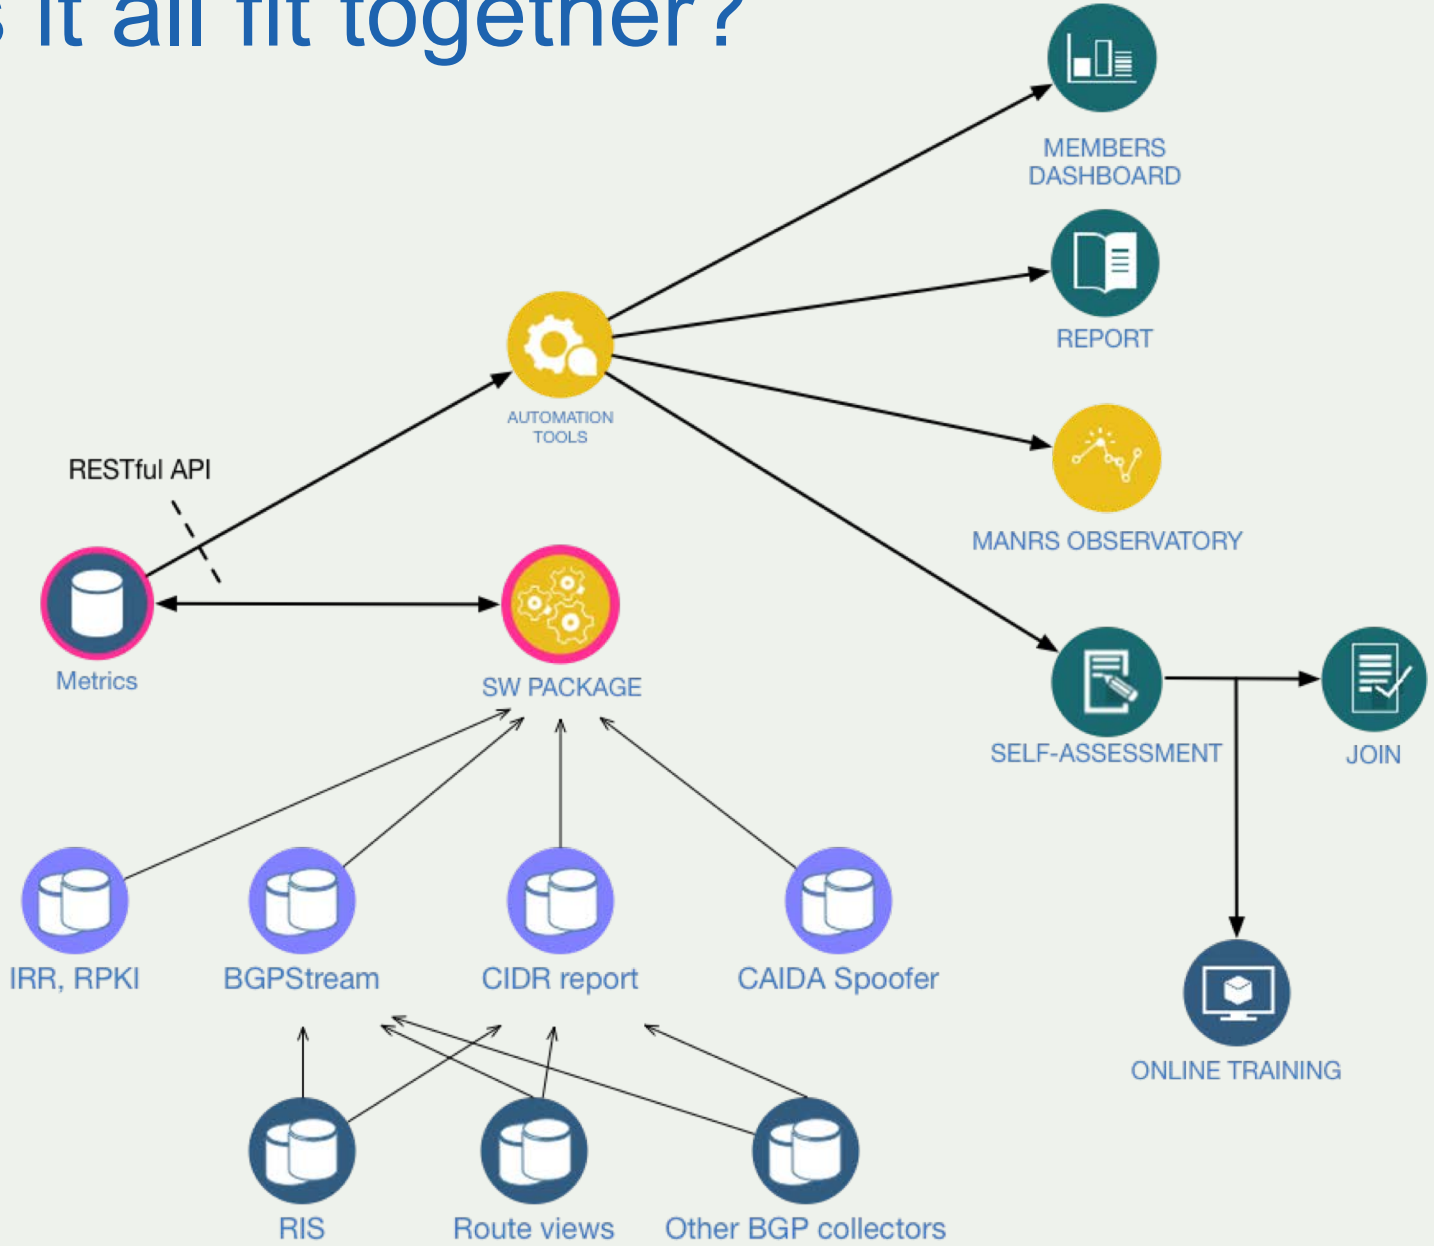 s it all fit together?
MEMBERS
DASHBOARD
REPORT
AUTOMATION
TOOLS
RESTful API
MANRS OBSERVATORY
Metrics
SW PACKAGE
SELF-ASSESSMENT
JOIN
IRR, RPKI
BGPStream
CIDR report
CAIDA Spoofer
ONLINE TRAINING
RIS
Route views
Other BGP collectors